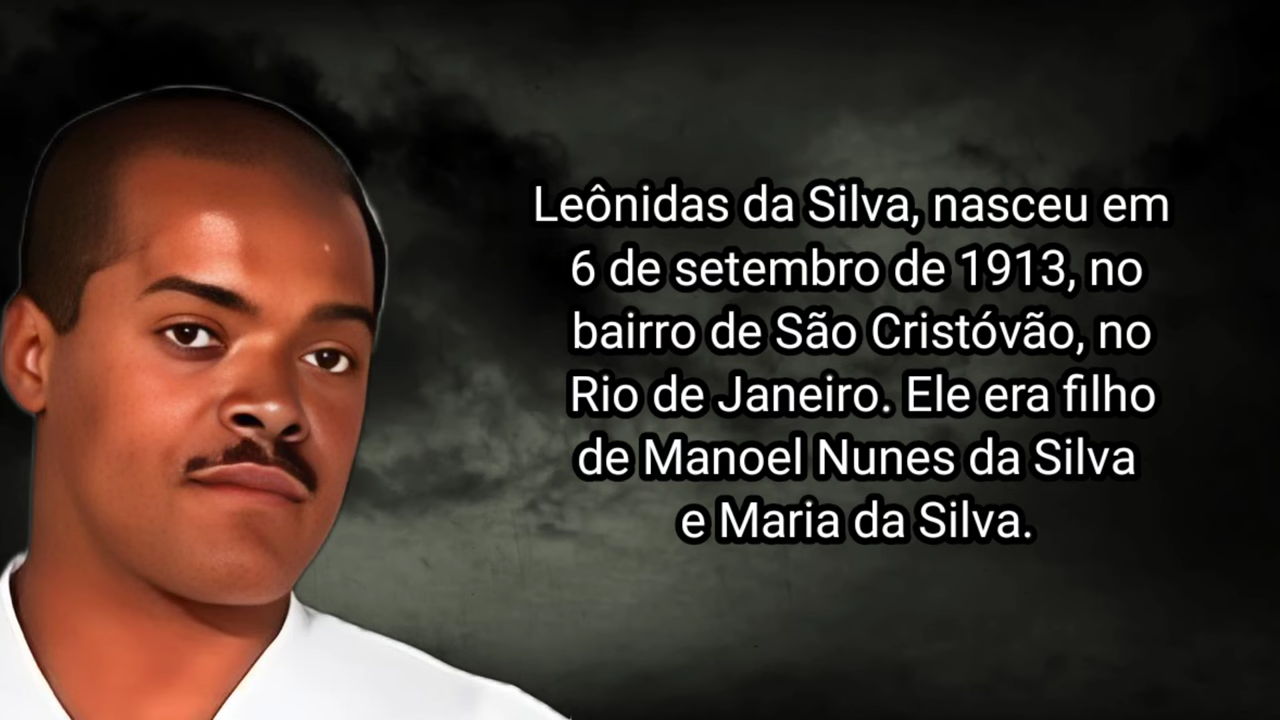 Leônidas da Silva, nasceu em
6 de setembro de 1913, no
bairro de São Cristóvão, no
Rio de Janeiro. Ele era filho
de Manoel Nunes da Silva
e Maria da Silva.